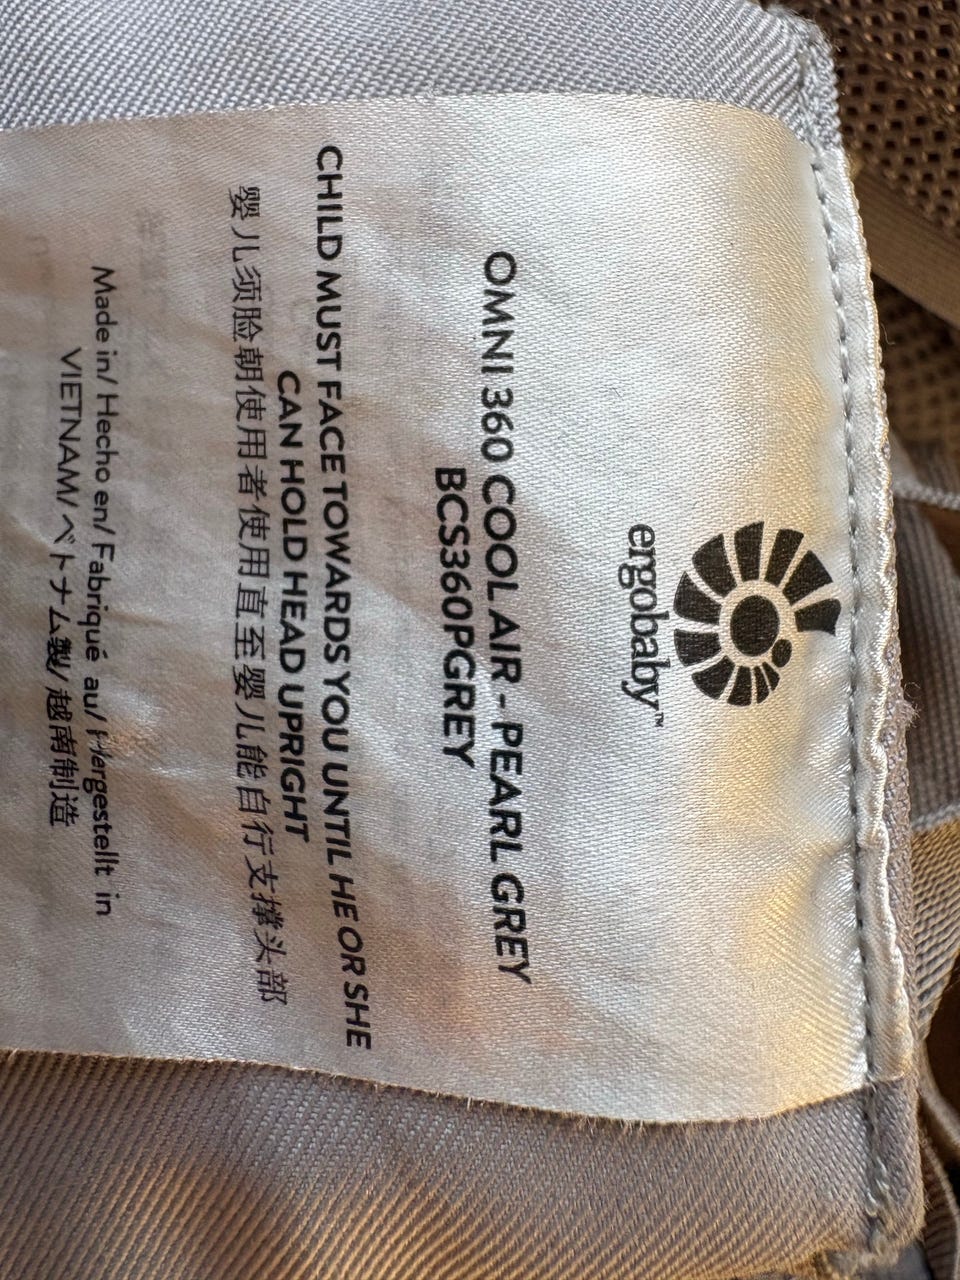 ergobaby™
OMNI 360 COOL AIR - PEARL GREY
BCS360PGREY
CHILD MUST FACE TOWARDS YOU UNTIL HE OR SHE
CAN HOLD HEAD UPRIGHT
婴儿须脸朝使用者使用直至婴儿能自行支撑头部
Made in/ Hecho en/ Fabriqué au/ Hergestellt in
VIETNAM/ベトナム製/越南制造